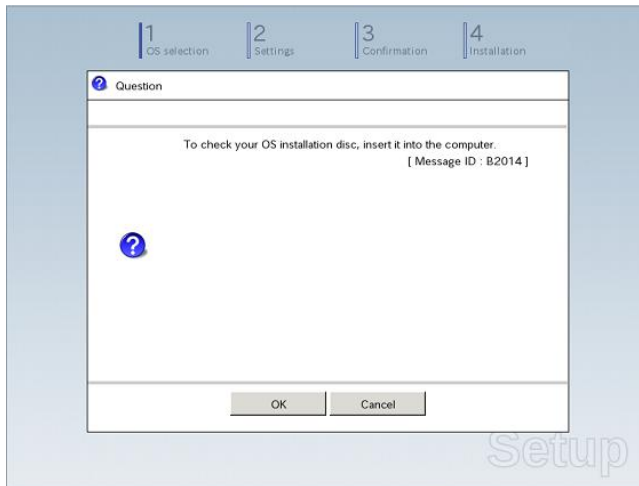 1
OS selection
2
Settings
3
Confirmation
4
Installation
Question
To check your OS installation disc, insert it into the computer.
[ Message ID : B2014 ]
OK
Cancel
Setup